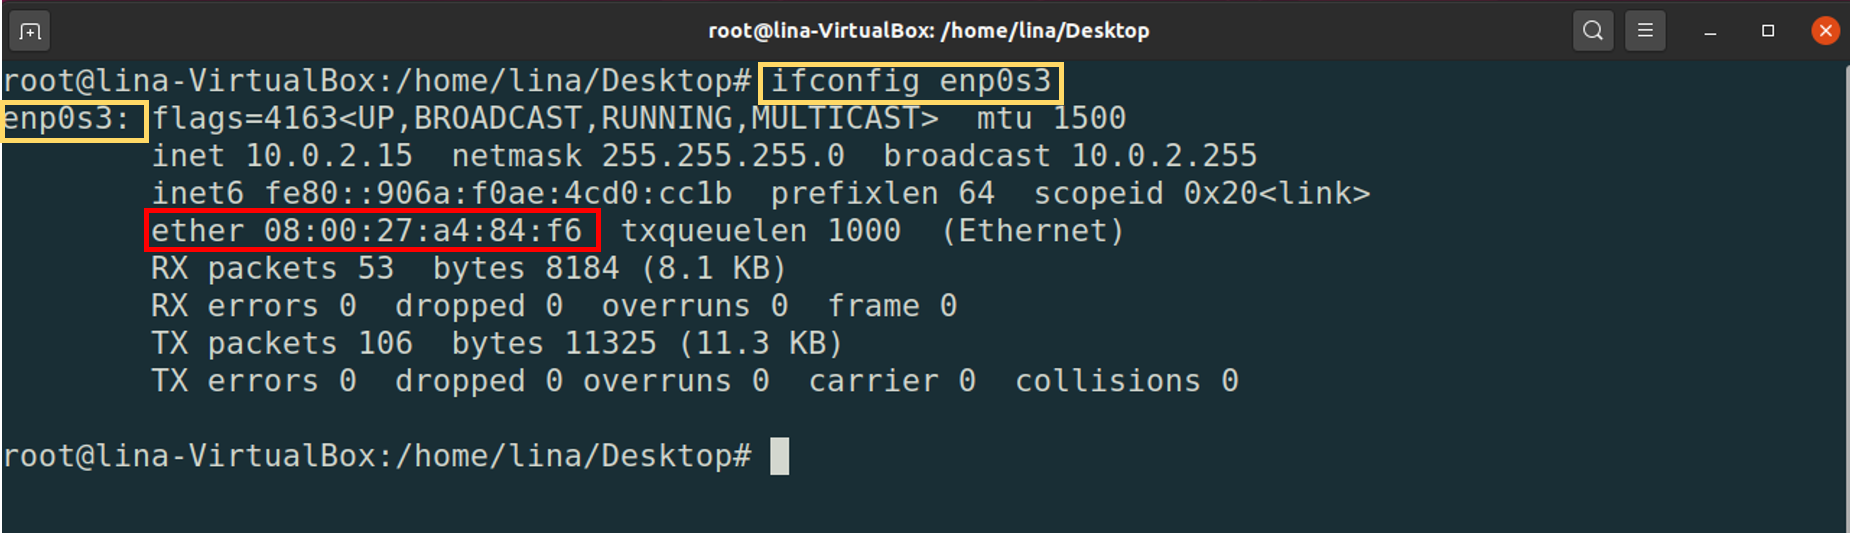 root@lina-VirtualBox: /home/lina/Desktop
root@lina-VirtualBox:/home/lina/Desktop# ifconfig enp0s3
enp0s3: flags=4163<UP,BROADCAST,RUNNING,MULTICAST>  mtu 1500
        inet 10.0.2.15  netmask 255.255.255.0  broadcast 10.0.2.255
        inet6 fe80::906a:f0ae:4cd0:cc1b  prefixlen 64  scopeid 0x20<link>
        ether 08:00:27:a4:84:f6  txqueuelen 1000  (Ethernet)
        RX packets 53  bytes 8184 (8.1 KB)
        RX errors 0  dropped 0  overruns 0  frame 0
        TX packets 106  bytes 11325 (11.3 KB)
        TX errors 0  dropped 0 overruns 0  carrier 0  collisions 0
root@lina-VirtualBox:/home/lina/Desktop#